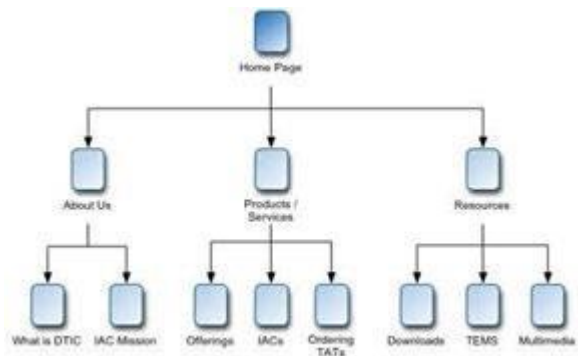 Home Page
About Us
Products /
Services
Resources
What is DTIC
IAC Mission
Offerings
IACs
Ordering
TATs
Downloads
TEMS
Multimedia